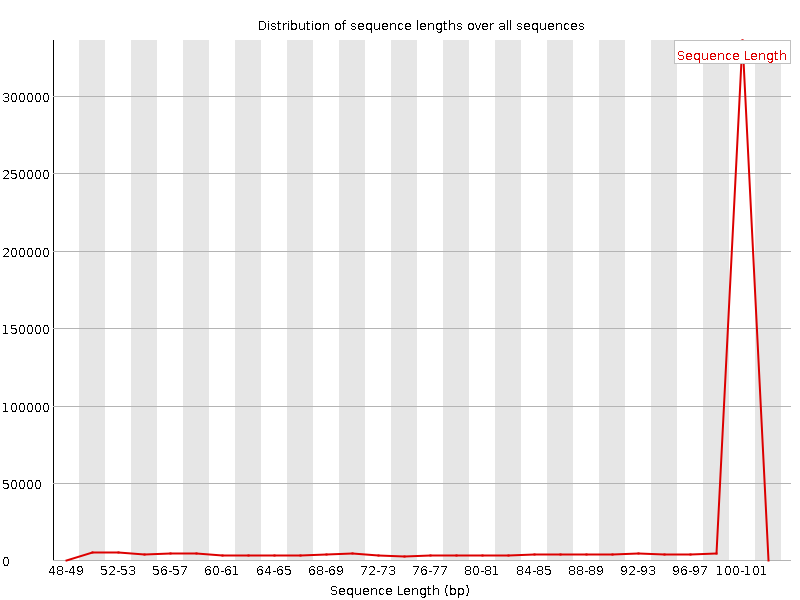 Distribution of sequence lengths over all sequences
Sequence Length
300000
250000
200000
150000
100000
50000
0
48-49 52-53 56-57 60-61 64-65 68-69 72-73 76-77 80-81 84-85 88-89 92-93 96-97 100-101
Sequence Length (bp)